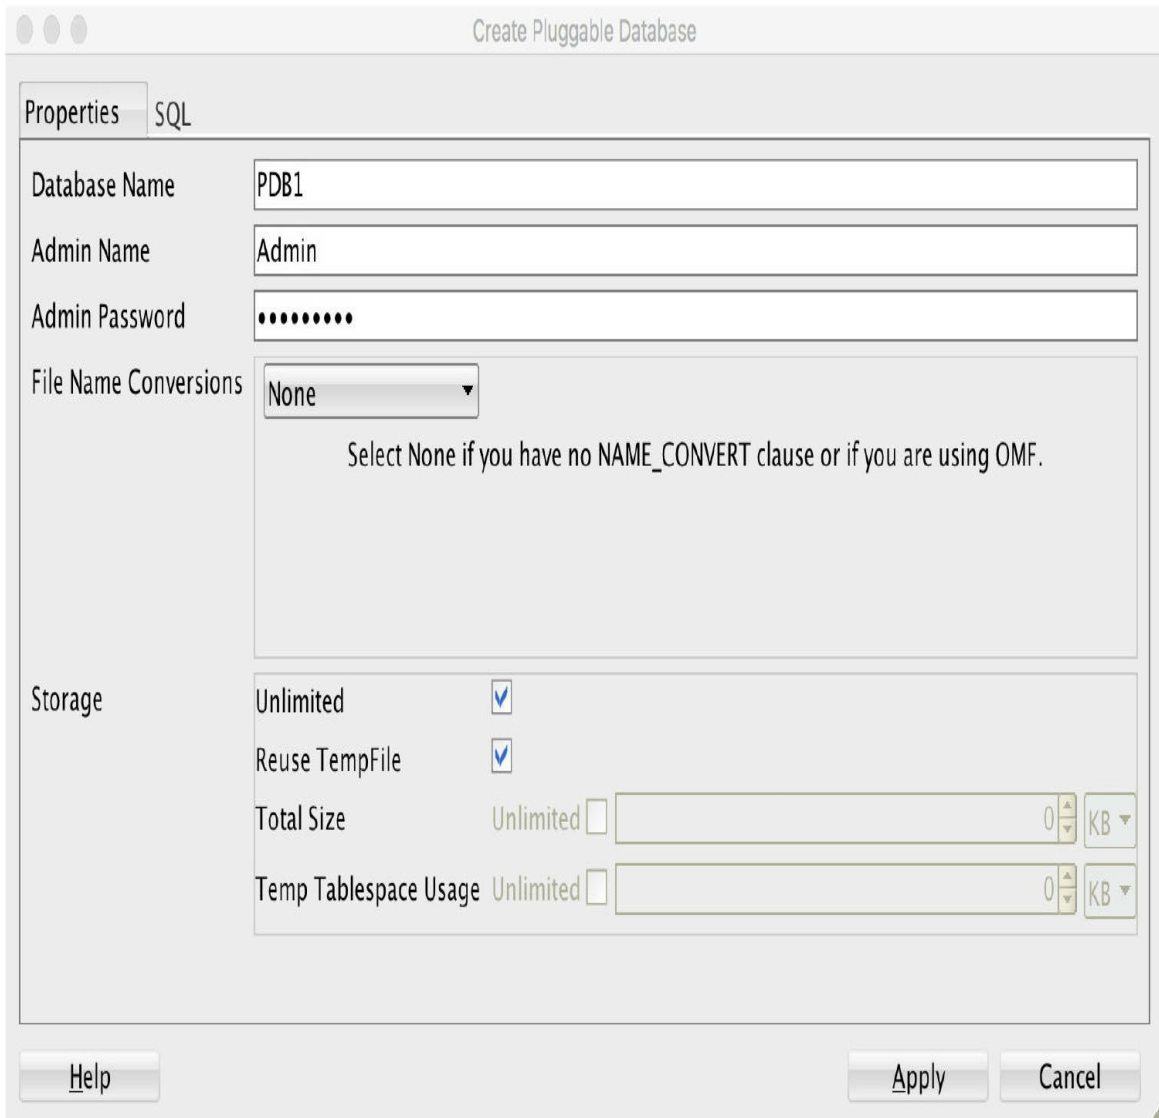 Create Pluggable Database
Properties SQL
Database Name PDB1
Admin Name Admin
Admin Password •••••••••
File Name Conversions None
Select None if you have no NAME_CONVERT clause or if you are using OMF.
Storage Unlimited
Reuse TempFile
Total Size Unlimited 0 KB
Temp Tablespace Usage Unlimited 0 KB
Help Apply Cancel